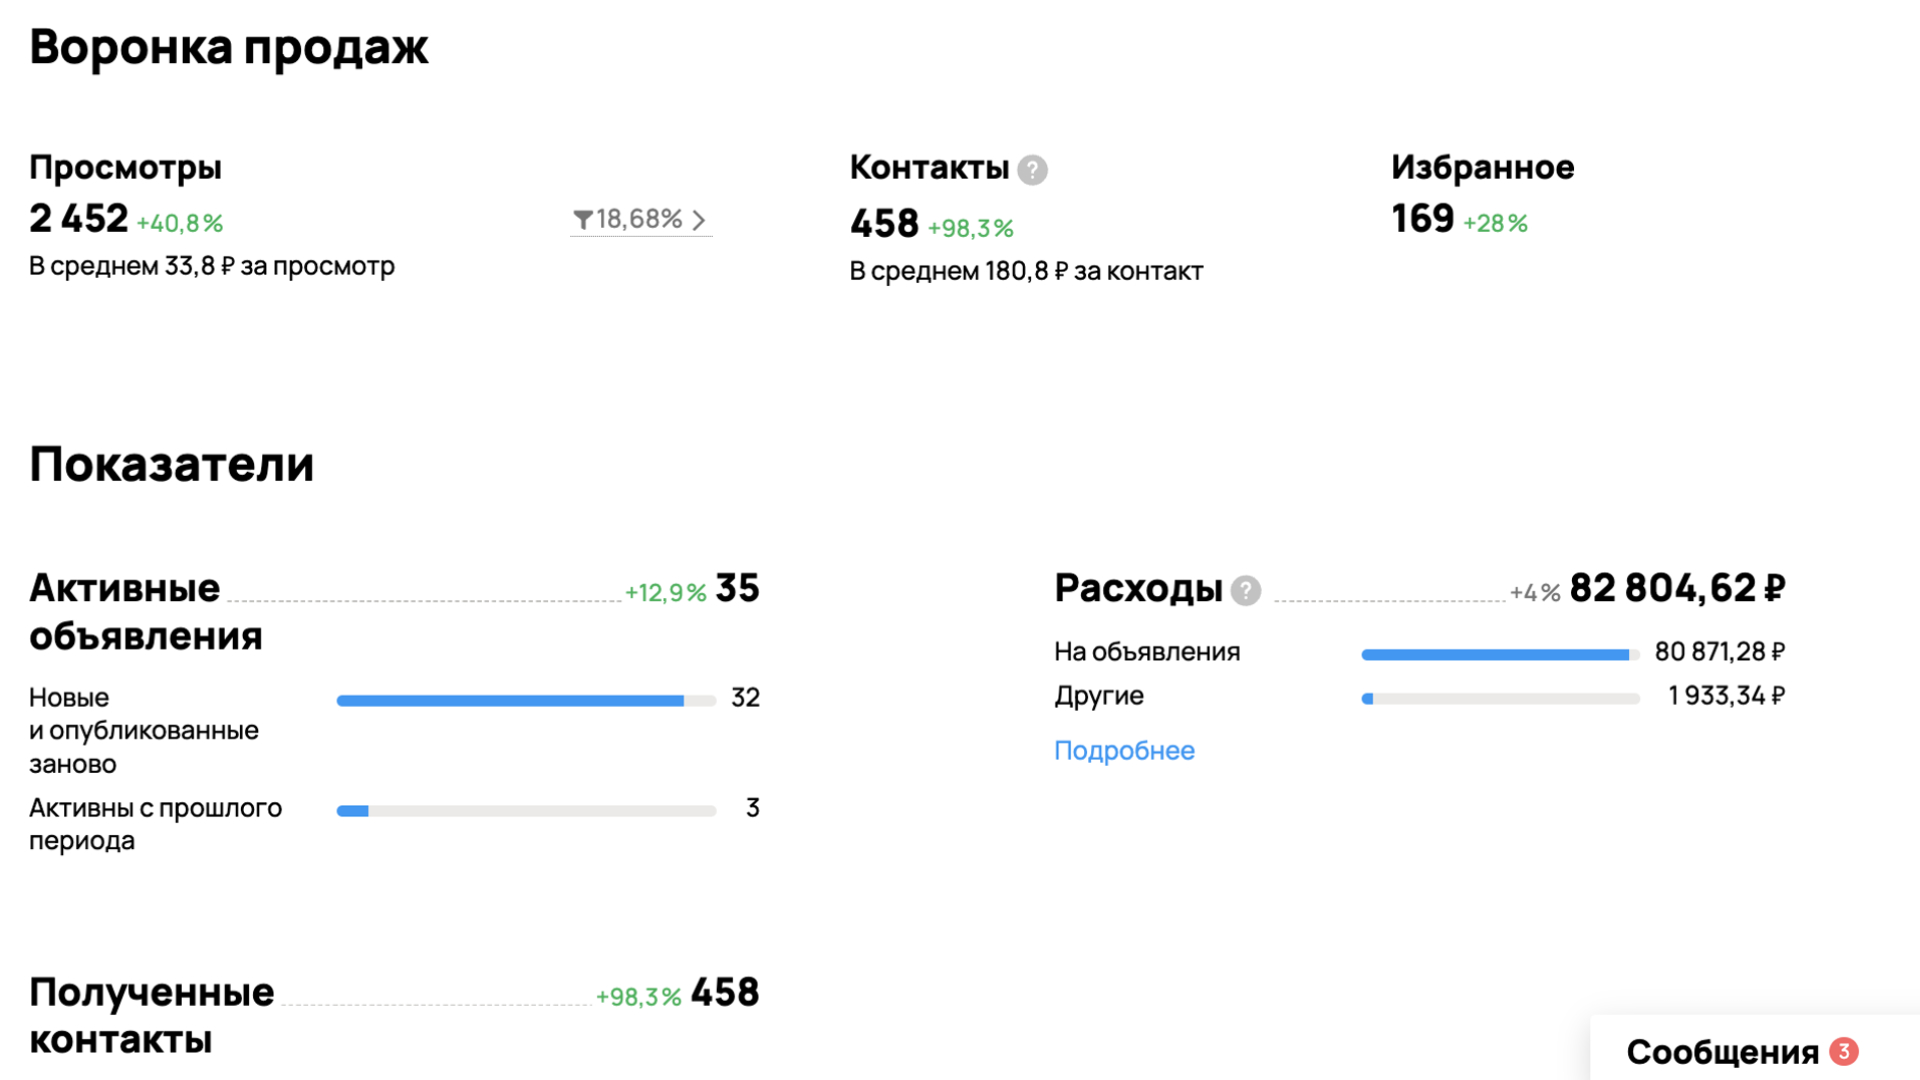 Воронка продаж
Просмотры
2 452 +40,8%
18,68%
В среднем 33,8 ₽ за просмотр
Контакты ?
458 +98,3%
В среднем 180,8 ₽ за контакт
Избранное
169 +28%
Показатели
Активные +12,9% 35
объявления
Новые 32
и опубликованные
заново
Активны с прошлого 3
периода
Расходы ? +4% 82 804,62 ₽
На объявления 80 871,28 ₽
Другие 1 933,34 ₽
Подробнее
Полученные +98,3% 458
контакты
Сообщения 3